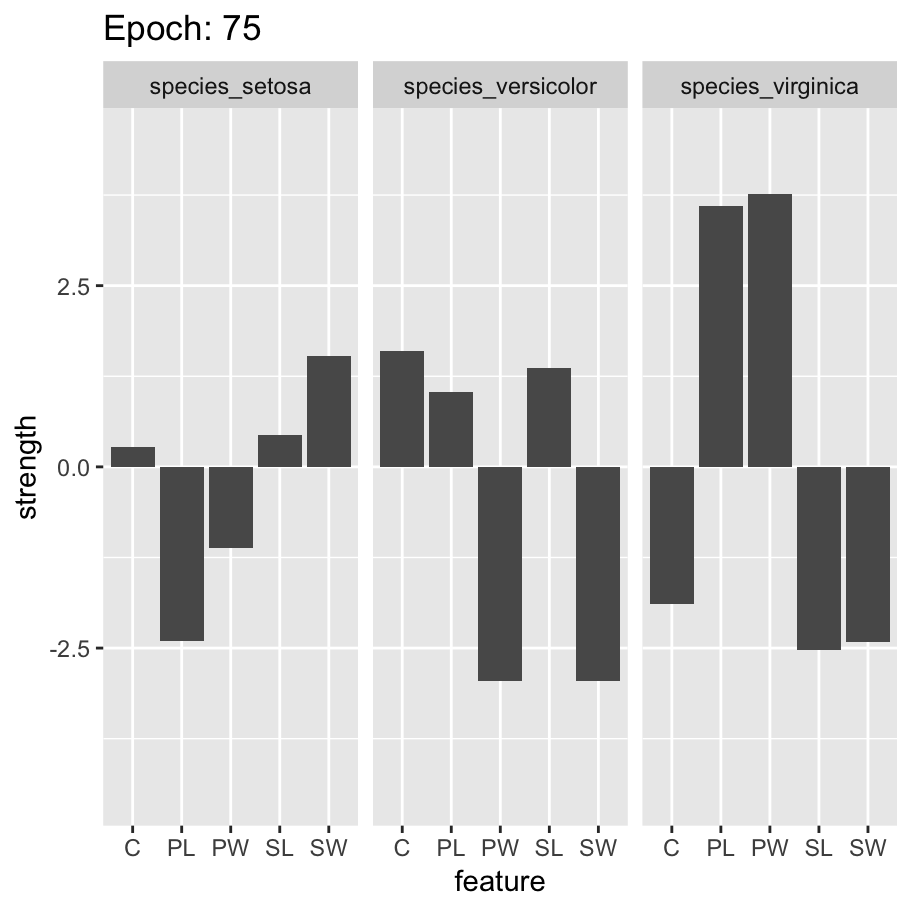 Epoch: 75
species_setosa species_versicolor species_virginica
strength
2.5
0.0
-2.5
C PL PW SL SW C PL PW SL SW C PL PW SL SW
feature